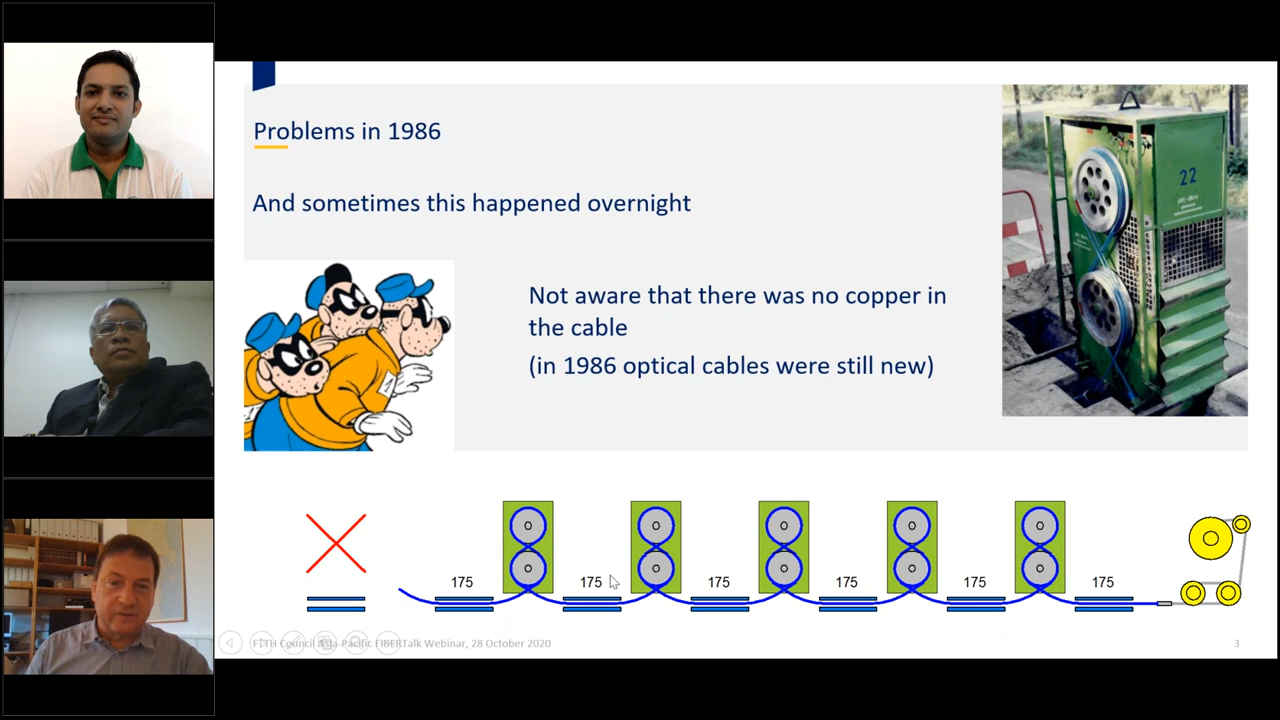 Problems in 1986
And sometimes this happened overnight
Not aware that there was no copper in
the cable
(in 1986 optical cables were still new)
22
175
175
175
175
175
175
FTTH Council Asia-Pacific FIBERTalk Webinar, 28 October 2020
3